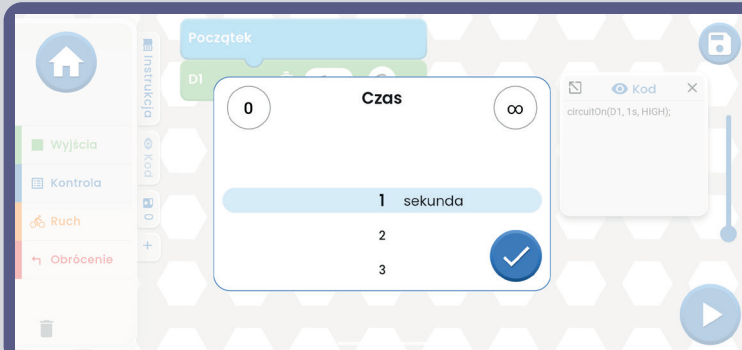 Początek
D1
Instrukcja
Kod
0
+
Wyjścia
Kontrola
Ruch
Obrócenie
0
Czas
∞
1 sekunda
2
3
Kod
circuitOn(D1, 1s, HIGH);